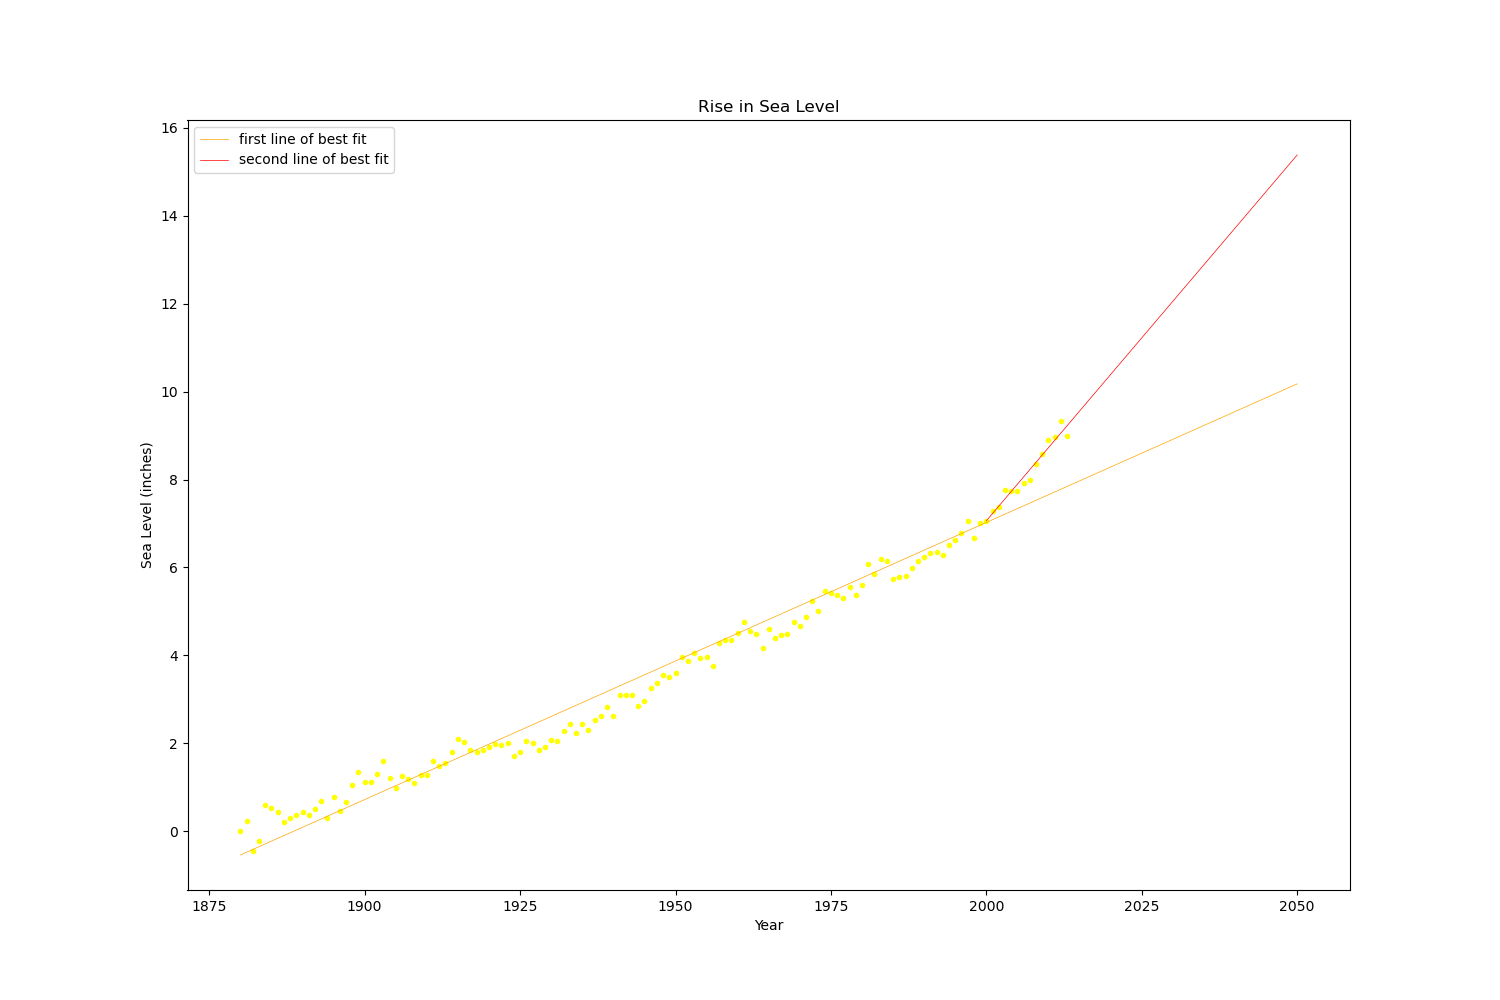 Rise in Sea Level
first line of best fit
second line of best fit
16
14
12
10
8
6
4
2
0
Sea Level (inches)
1875 1900 1925 1950 1975 2000 2025 2050
Year